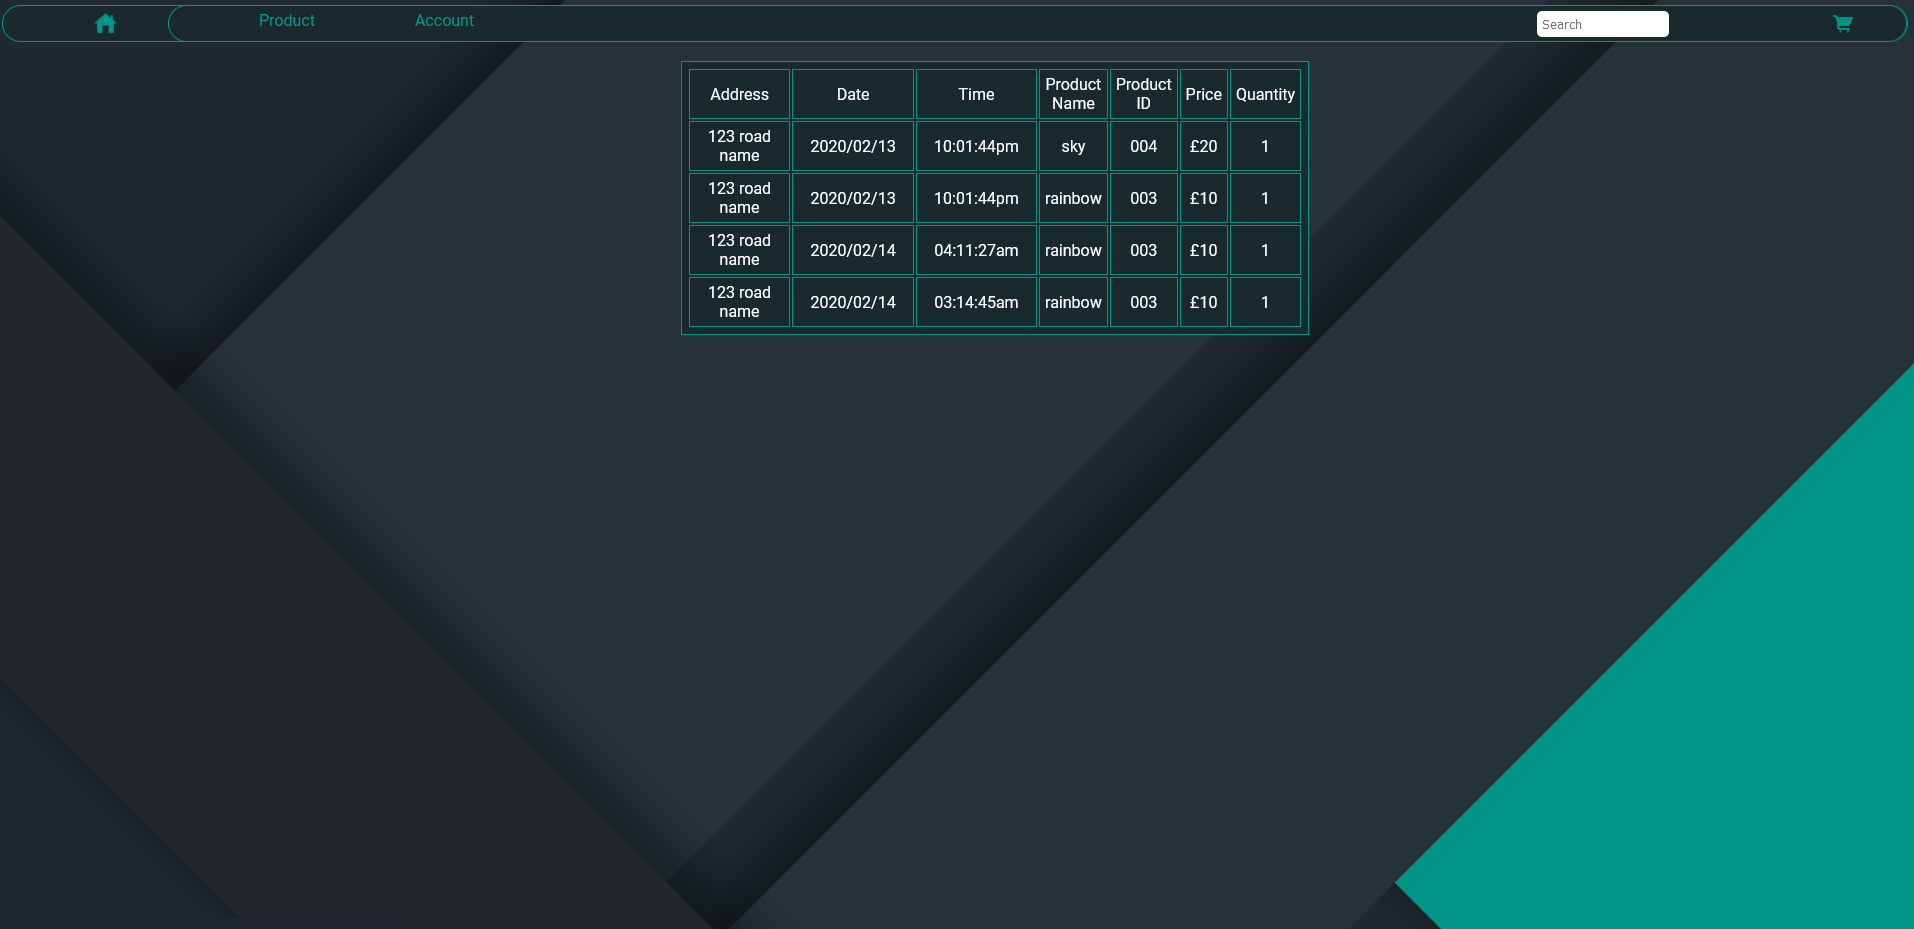 Product Account Search
Address Date Time Product Name Product ID Price Quantity
123 road name 2020/02/13 10:01:44pm sky 004 £20 1
123 road name 2020/02/13 10:01:44pm rainbow 003 £10 1
123 road name 2020/02/14 04:11:27am rainbow 003 £10 1
123 road name 2020/02/14 03:14:45am rainbow 003 £10 1